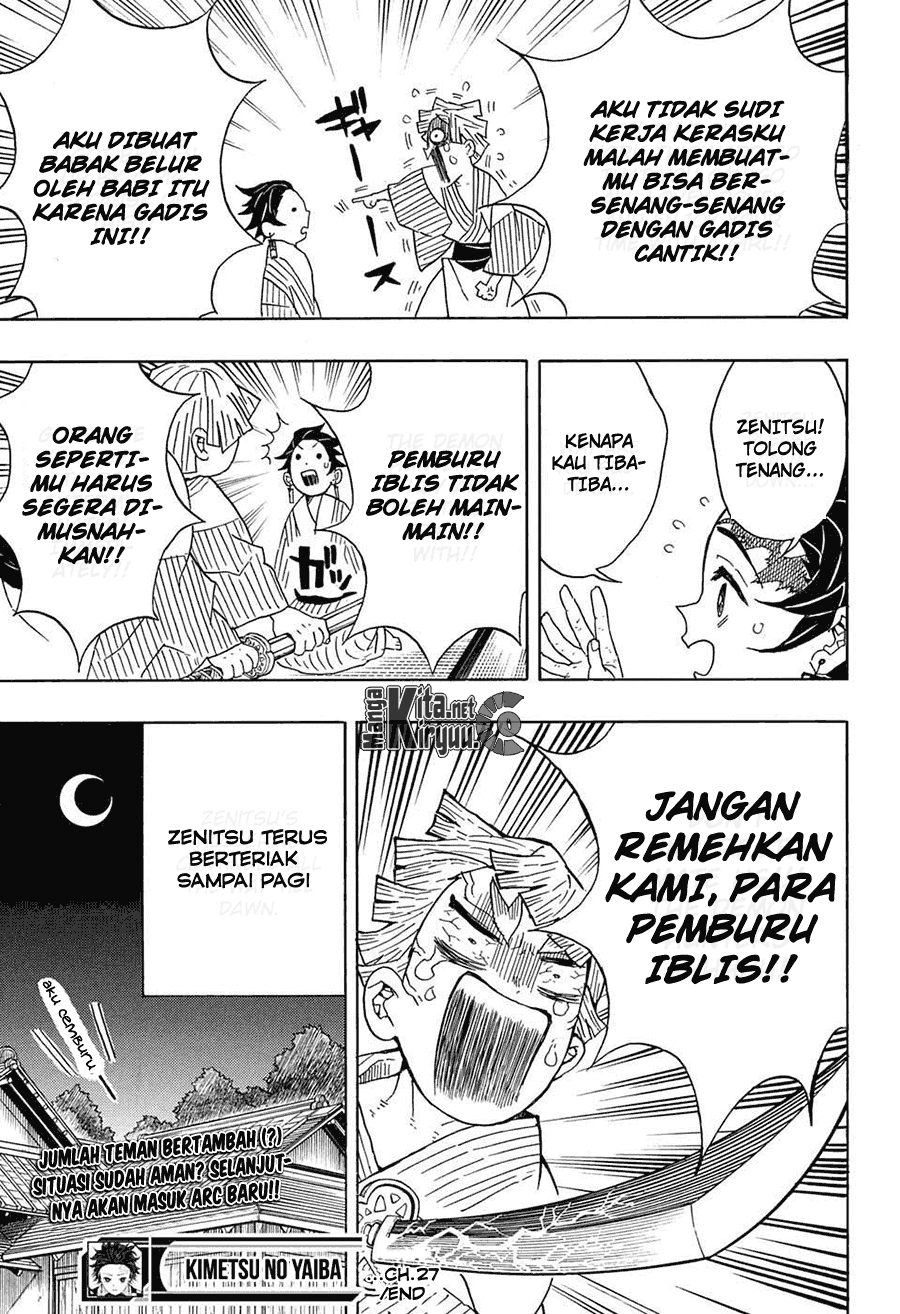 AKU TIDAK SUDI
KERJA KERASKU
MALAH MEMBUAT-
MU BISA BER-
SENANG-SENANG
DENGAN GADIS
CANTIK!!
ギャーース
AKU DIBUAT
BABAK BELUR
OLEH BABI ITU
KARENA GADIS
INI!!
ZENITSU!
TOLONG
TENANG...
KENAPA
KAU TIBA-
TIBA...
PEMBURU
IBLIS TIDAK
BOLEH MAIN-
MAIN!!
ガッ
ORANG
SEPERTI-
MU HARUS
SEGERA DI-
MUSNAH-
KAN!!
MangaKita.net
Kiryuu.CO
JANGAN
REMEHKAN
KAMI, PARA
PEMBURU
IBLIS!!
ZENITSU TERUS
BERTERIAK
SAMPAI PAGI
aku cemburu.
JUMLAH TEMAN BERTAMBAH (?)
SITUASI SUDAH AMAN? SELANJUT-
NYA AKAN MASUK ARC BARU!!
KIMETSU NO YAIBA
...CH.27
/END